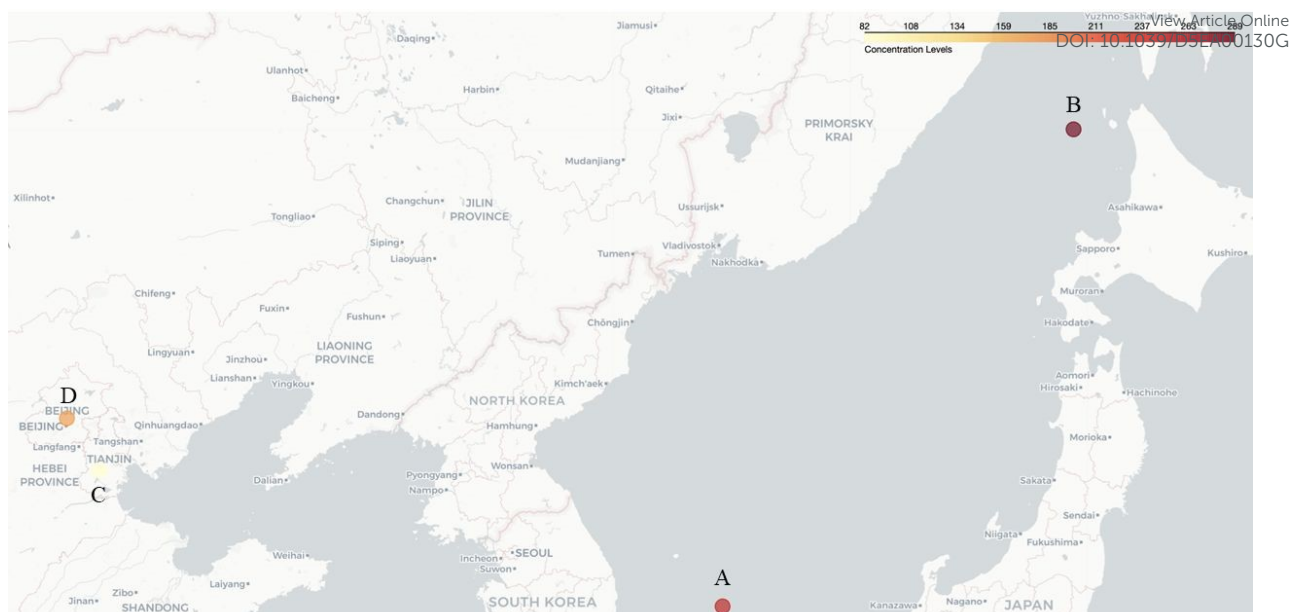 View Article Online
DOI: 10.1039/D5EA00130G
82 108 134 159 185 211 237 263 289
Concentration Levels
Yuzhno-Sakhalinsk
Jiamusi
Daqing
Ulanhot
Baicheng
Harbin
Qitaihe
Jixi
B
PRIMORSKY
KRAI
Mudanjiang
Xilinhot
Changchun
JILIN
PROVINCE
Ussurijsk
Asahikawa
Tongliao
Siping
Liaoyuan
Tumen
Vladivostok
Nakhodka
Sapporo
Kushiro
Chifeng
Muroran
Fuxin
Fushun
Chŏngjin
Hakodate
Lingyuan
Jinzhou
LIAONING
PROVINCE
Lianshan
Yingkou
Kimch'aek
Aomori
Hirosaki
Hachinohe
D
BEIJING
BEIJING
Qinhuangdao
Dandong
NORTH KOREA
Hamhung
Langfang
Tangshan
TIANJIN
HEBEI
PROVINCE
Morioka
C
Dalian
Pyongyang
Nampo
Wonsan
Sakata
Sendai
Niigata
Fukushima
Weihai
Incheon
SEOUL
Suwon
Laiyang
Zibo
Jinan
SHANDONG
SOUTH KOREA
A
Kanazawa
Nagano
JAPAN